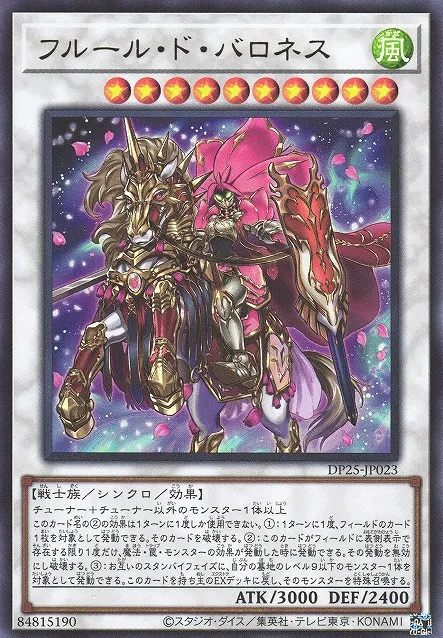 フルール・ド・バロネス
風
DP25-JP023
【戦士族/シンクロ/効果】
チューナー+チューナー以外のモンスター1体以上
このカード名の②の効果は1ターンに1度しか使用できない。①:1ターンに1度、フィールドのカード
1枚を対象として発動できる。そのカードを破壊する。②:このカードがフィールドに表側表示で
存在する限り1度だけ、魔法・罠・モンスターの効果が発動した時に発動できる。その発動を無効
にし破壊する。③:お互いのスタンバイフェイズに、自分の墓地のレベル9以下のモンスター1体を
対象として発動できる。このカードを持ち主のEXデッキに戻し、そのモンスターを特殊召喚する。
ATK/3000 DEF/2400
84815190
©スタジオ・ダイス/集英社・テレビ東京・KONAMI